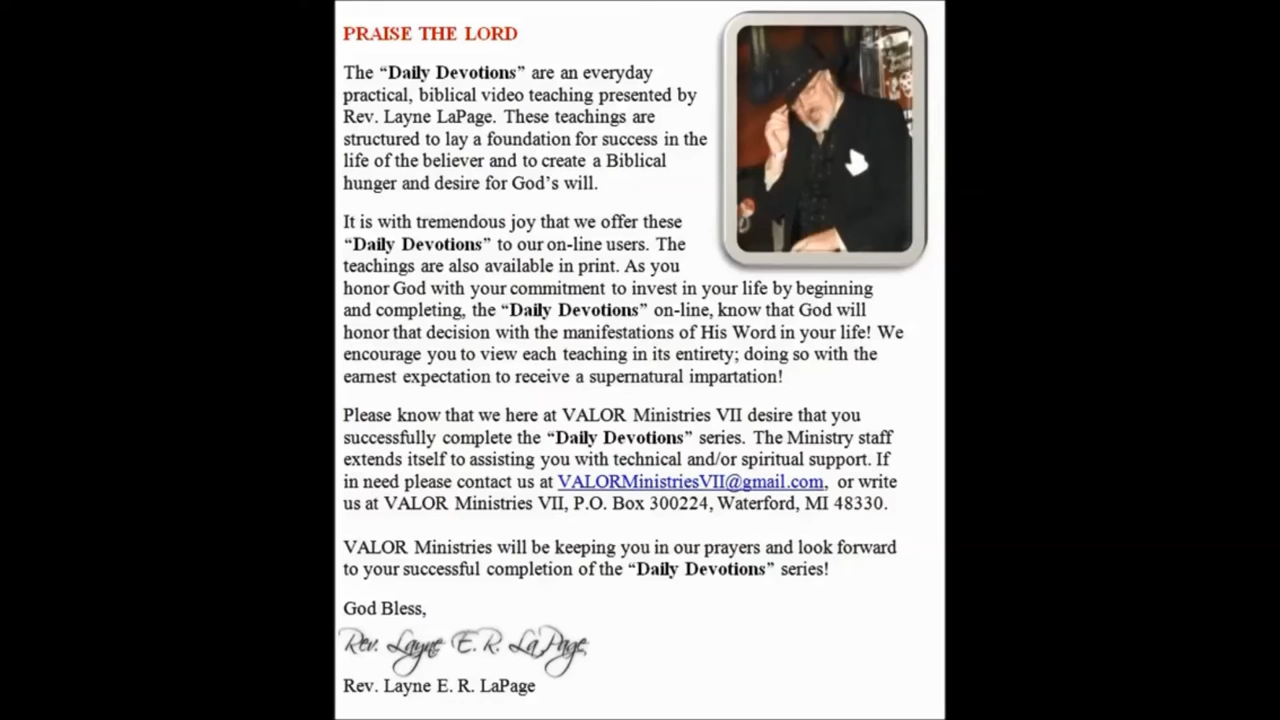 PRAISE THE LORD
The “Daily Devotions” are an everyday
practical, biblical video teaching presented by
Rev. Layne LaPage. These teachings are
structured to lay a foundation for success in the
life of the believer and to create a Biblical
hunger and desire for God’s will.
It is with tremendous joy that we offer these
“Daily Devotions” to our on-line users. The
teachings are also available in print. As you
honor God with your commitment to invest in your life by beginning
and completing, the “Daily Devotions” on-line, know that God will
honor that decision with the manifestations of His Word in your life! We
encourage you to view each teaching in its entirety; doing so with the
earnest expectation to receive a supernatural impartation!
Please know that we here at VALOR Ministries VII desire that you
successfully complete the “Daily Devotions” series. The Ministry staff
extends itself to assisting you with technical and/or spiritual support. If
in need please contact us at VALORMinistriesVII@gmail.com, or write
us at VALOR Ministries VII, P.O. Box 300224, Waterford, MI 48330.
VALOR Ministries will be keeping you in our prayers and look forward
to your successful completion of the “Daily Devotions” series!
God Bless,
Rev. Layne E. R. LaPage,
Rev. Layne E. R. LaPage